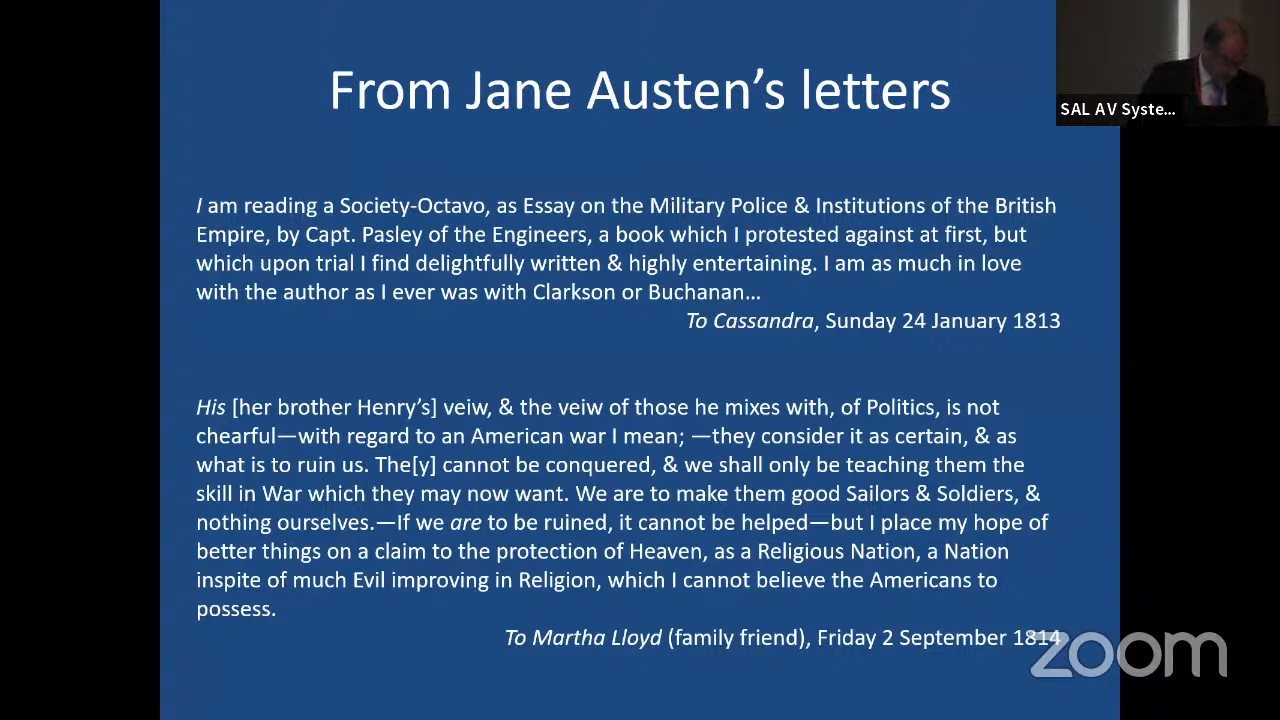 From Jane Austen's letters
SAL AV Syste...
I am reading a Society-Octavo, as Essay on the Military Police & Institutions of the British
Empire, by Capt. Pasley of the Engineers, a book which I protested against at first, but
which upon trial I find delightfully written & highly entertaining. I am as much in love
with the author as I ever was with Clarkson or Buchanan…
To Cassandra, Sunday 24 January 1813
His [her brother Henry's] veiw, & the veiw of those he mixes with, of Politics, is not
chearful—with regard to an American war I mean; —they consider it as certain, & as
what is to ruin us. The[y] cannot be conquered, & we shall only be teaching them the
skill in War which they may now want. We are to make them good Sailors & Soldiers, &
nothing ourselves.—If we are to be ruined, it cannot be helped—but I place my hope of
better things on a claim to the protection of Heaven, as a Religious Nation, a Nation
inspite of much Evil improving in Religion, which I cannot believe the Americans to
possess.
To Martha Lloyd (family friend), Friday 2 September 1814
zoom